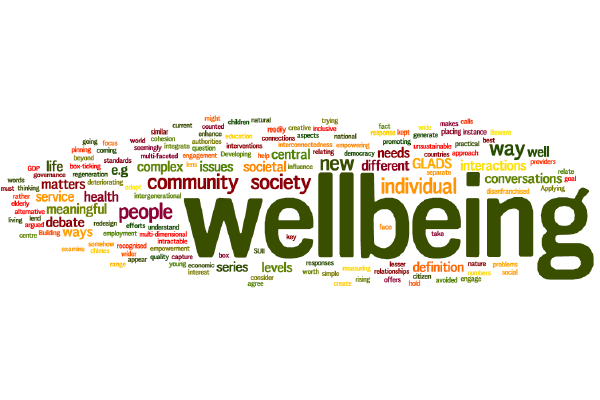 might children natural trying
current
similar counted readily creative inclusive fact wide makes calls
world cohesion authorities enhance education connections aspects national response kept generate placing instance
going focus seemingly integrate question interventions interconnectedness empowering promoting unsustainable practical best
pinning coming multi-faceted engagement Developing help central relating democracy needs countries approach way well
beyond standards
GDP life box-ticking e.g complex issues societal influence new different GLADS interactions providers
governance regeneration separate relate
words must thinking matters deteriorating adapt community society individual disenfranchised conversations goal
rather service health intergenerational Applying
elderly
alternative meaningful people wellbeing
living lend debate redesign efforts understand
argued
centre Building ways employment multi-dimensional key face take
intractable
examine somehow recognised empowerment Still
chimes wider quality capture box
range appear young economic series levels responses measuring lesser definition nature problems
interest worth simple relationships citizen numbers social
consider rising offers avoided engage
agree create hold